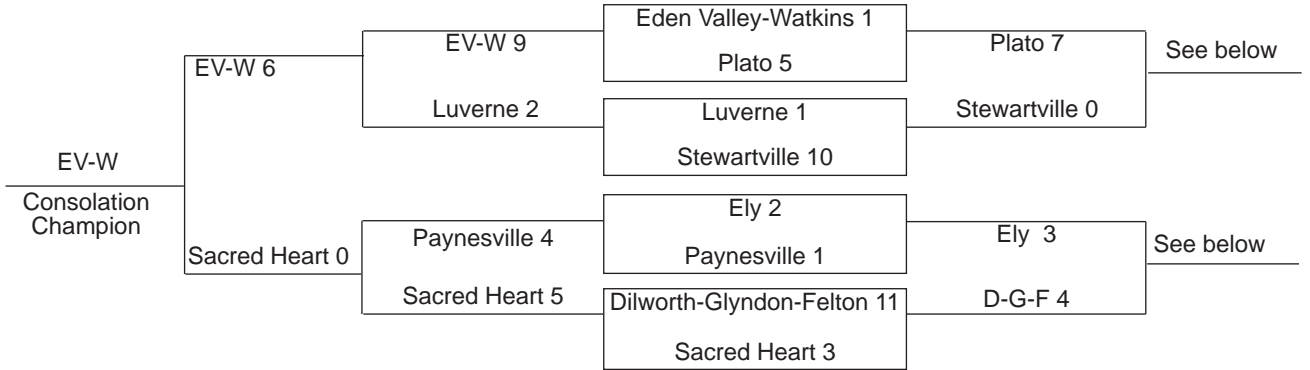 Eden Valley-Watkins 1
EV-W 9
Plato 7
See below
EV-W 6
Plato 5
Luverne 2
Luverne 1
Stewartville 0
EV-W
Stewartville 10
Consolation
Champion
Ely 2
Paynesville 4
Ely 3
See below
Sacred Heart 0
Paynesville 1
Sacred Heart 5
Dilworth-Glyndon-Felton 11
D-G-F 4
Sacred Heart 3